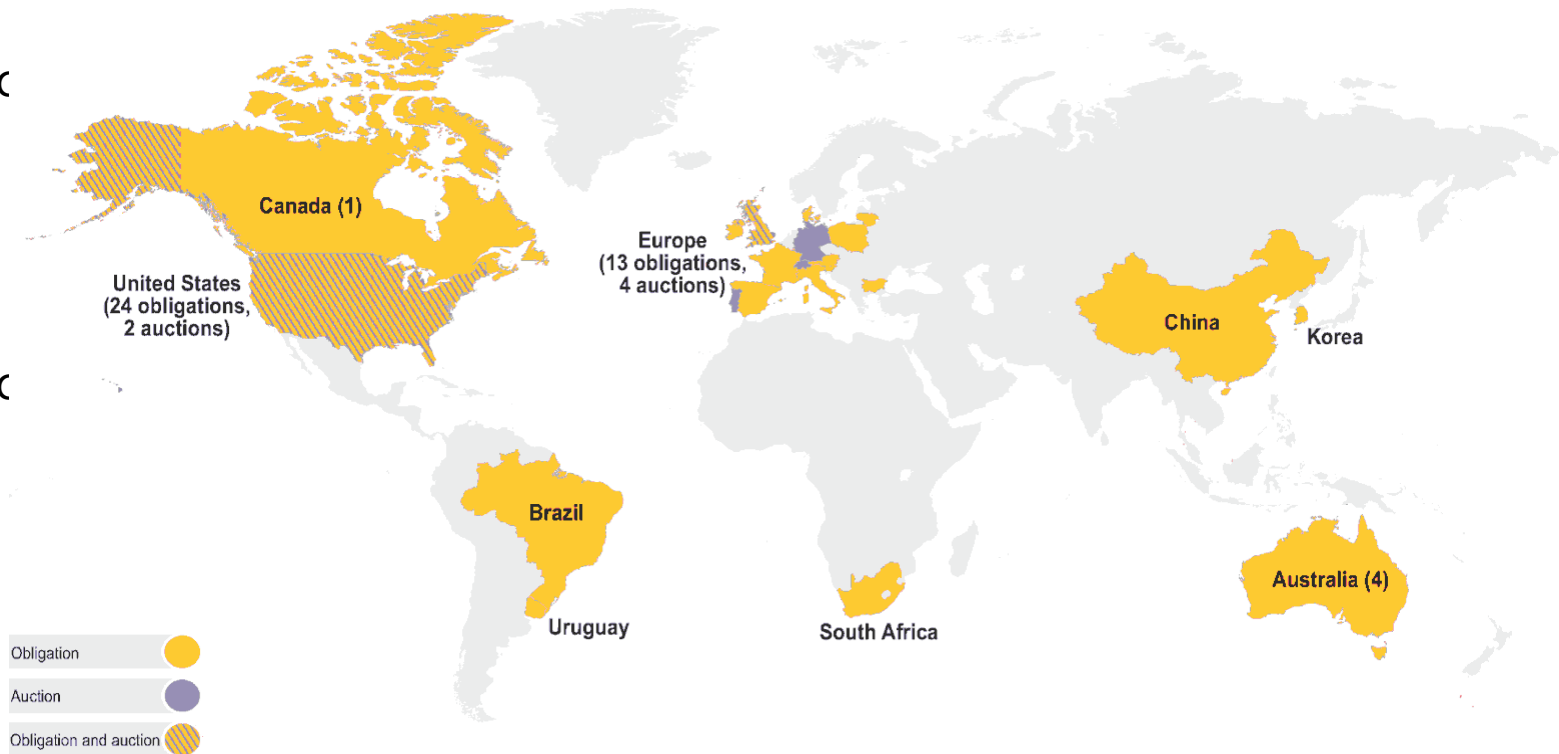 Canada (1)
United States
(24 obligations,
2 auctions)
Europe
(13 obligations,
4 auctions)
China
Korea
Brazil
Uruguay
South Africa
Australia (4)
Obligation
Auction
Obligation and auction